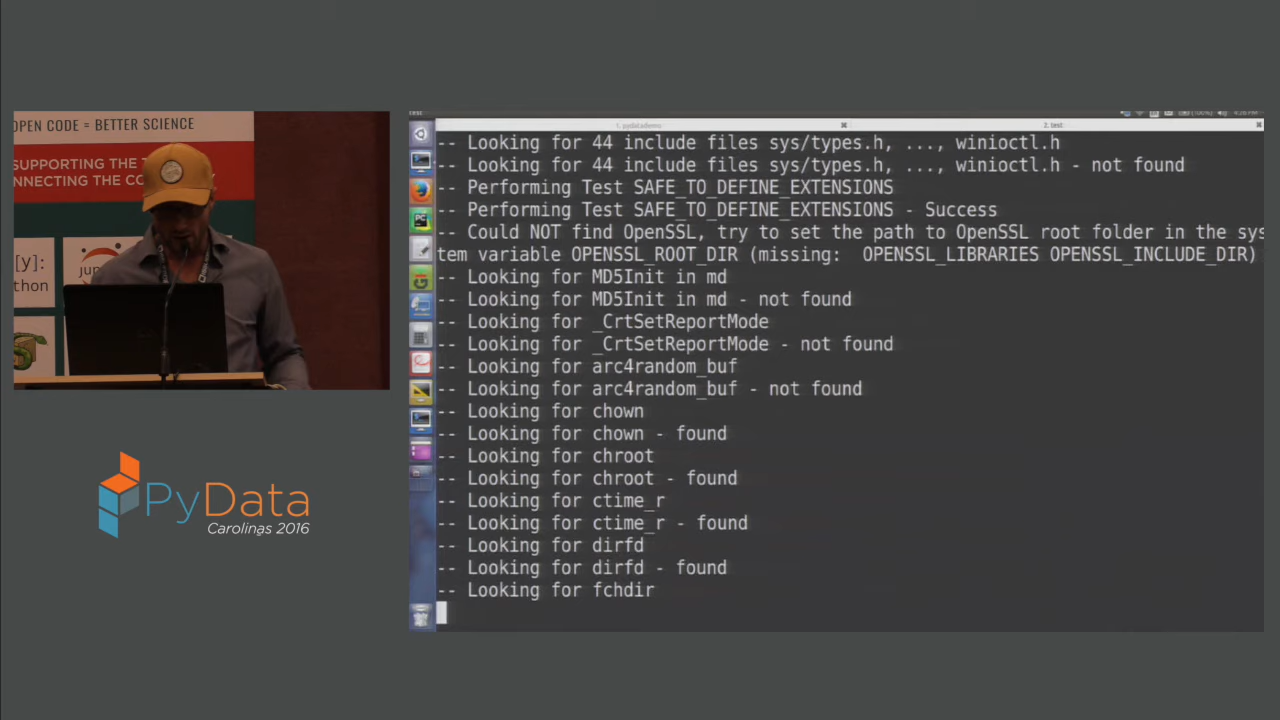 OPEN CODE = BETTER SCIENCE
SUPPORTING THE
NNECTING THE CO
[y]:
thon
jup
PyData
Carolinas 2016
1. pydatademo
2. test
-- Looking for 44 include files sys/types.h, ..., winioctl.h
-- Looking for 44 include files sys/types.h, ..., winioctl.h - not found
-- Performing Test SAFE_TO_DEFINE_EXTENSIONS
-- Performing Test SAFE_TO_DEFINE_EXTENSIONS - Success
-- Could NOT find OpenSSL, try to set the path to OpenSSL root folder in the sys
tem variable OPENSSL_ROOT_DIR (missing:  OPENSSL_LIBRARIES OPENSSL_INCLUDE_DIR)
-- Looking for MD5Init in md
-- Looking for MD5Init in md - not found
-- Looking for _CrtSetReportMode
-- Looking for _CrtSetReportMode - not found
-- Looking for arc4random_buf
-- Looking for arc4random_buf - not found
-- Looking for chown
-- Looking for chown - found
-- Looking for chroot
-- Looking for chroot - found
-- Looking for ctime_r
-- Looking for ctime_r - found
-- Looking for dirfd
-- Looking for dirfd - found
-- Looking for fchdir